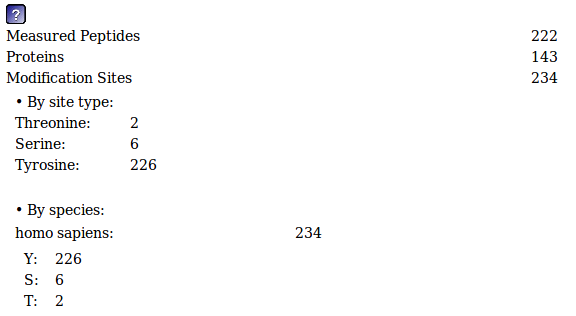 ?
Measured Peptides 222
Proteins 143
Modification Sites 234
• By site type:
Threonine: 2
Serine: 6
Tyrosine: 226
• By species:
homo sapiens: 234
Y: 226
S: 6
T: 2